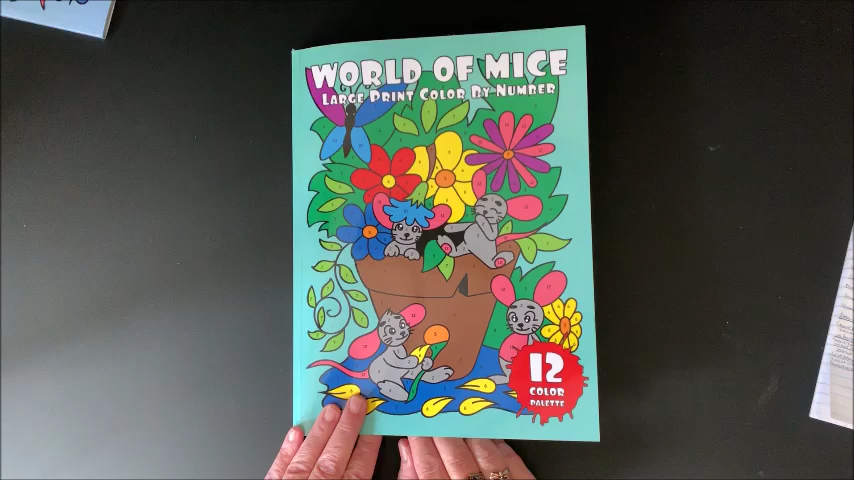 WORLD OF MICE
LARGE PRINT COLOR BY NUMBER
12
COLOR
PALETTE